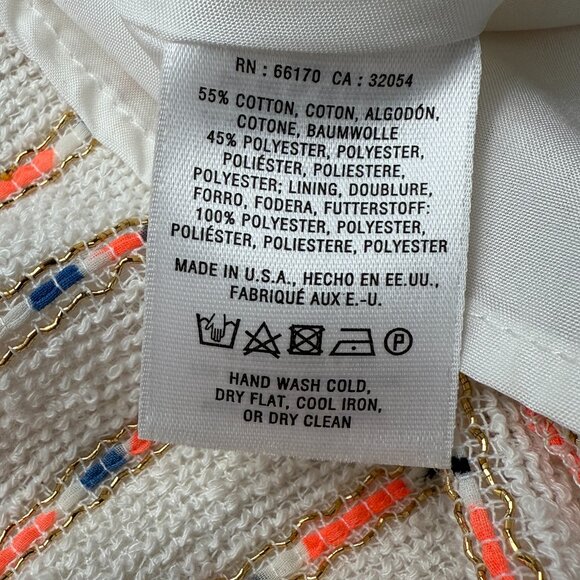 RN : 66170 CA : 32054
55% COTTON, COTON, ALGODÓN,
COTONE, BAUMWOLLE
45% POLYESTER, POLYESTER,
POLIÉSTER, POLIESTERE,
POLYESTER; LINING, DOUBLURE,
FORRO, FODERA, FUTTERSTOFF:
100% POLYESTER, POLYESTER,
POLIÉSTER, POLIESTERE, POLYESTER
MADE IN U.S.A., HECHO EN EE.UU.,
FABRIQUÉ AUX E.-U.
P
HAND WASH COLD,
DRY FLAT, COOL IRON,
OR DRY CLEAN